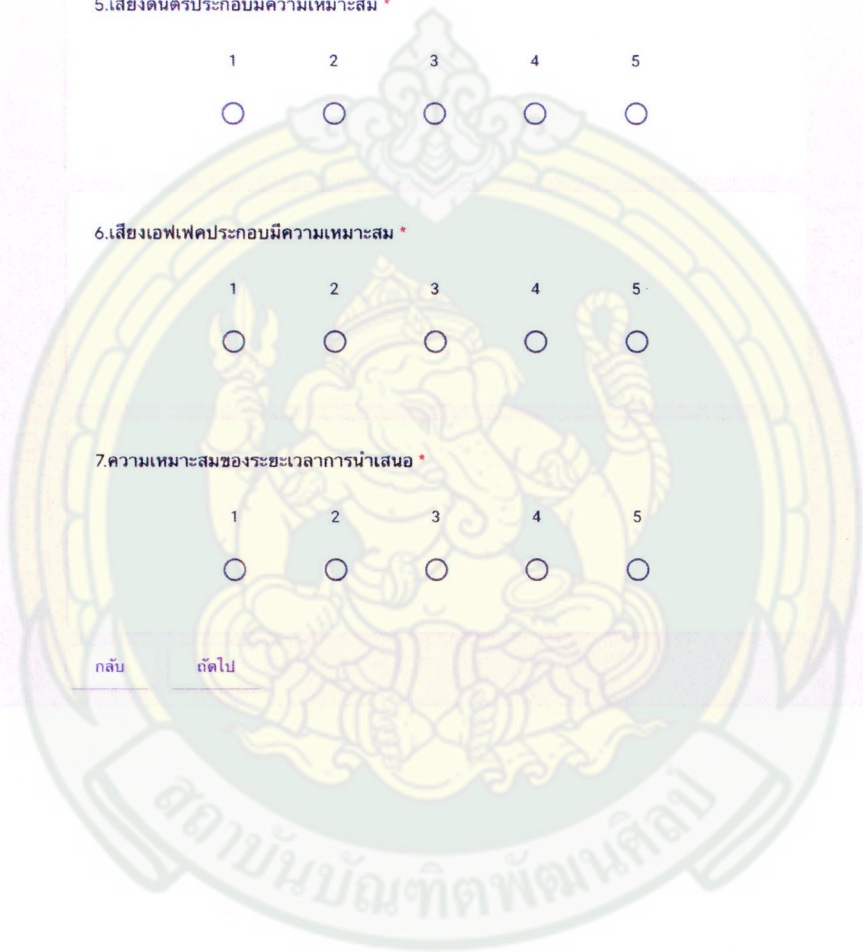 5.เสียงดนตรีประกอบมีความเหมาะสม *
1 2 3 4 5
6.เสียงเอฟเฟคประกอบมีความเหมาะสม *
1 2 3 4 5
7.ความเหมาะสมของระยะเวลาการนำเสนอ *
1 2 3 4 5
กลับ ถัดไป
สถาบันบัณฑิตพัฒนศิลป์